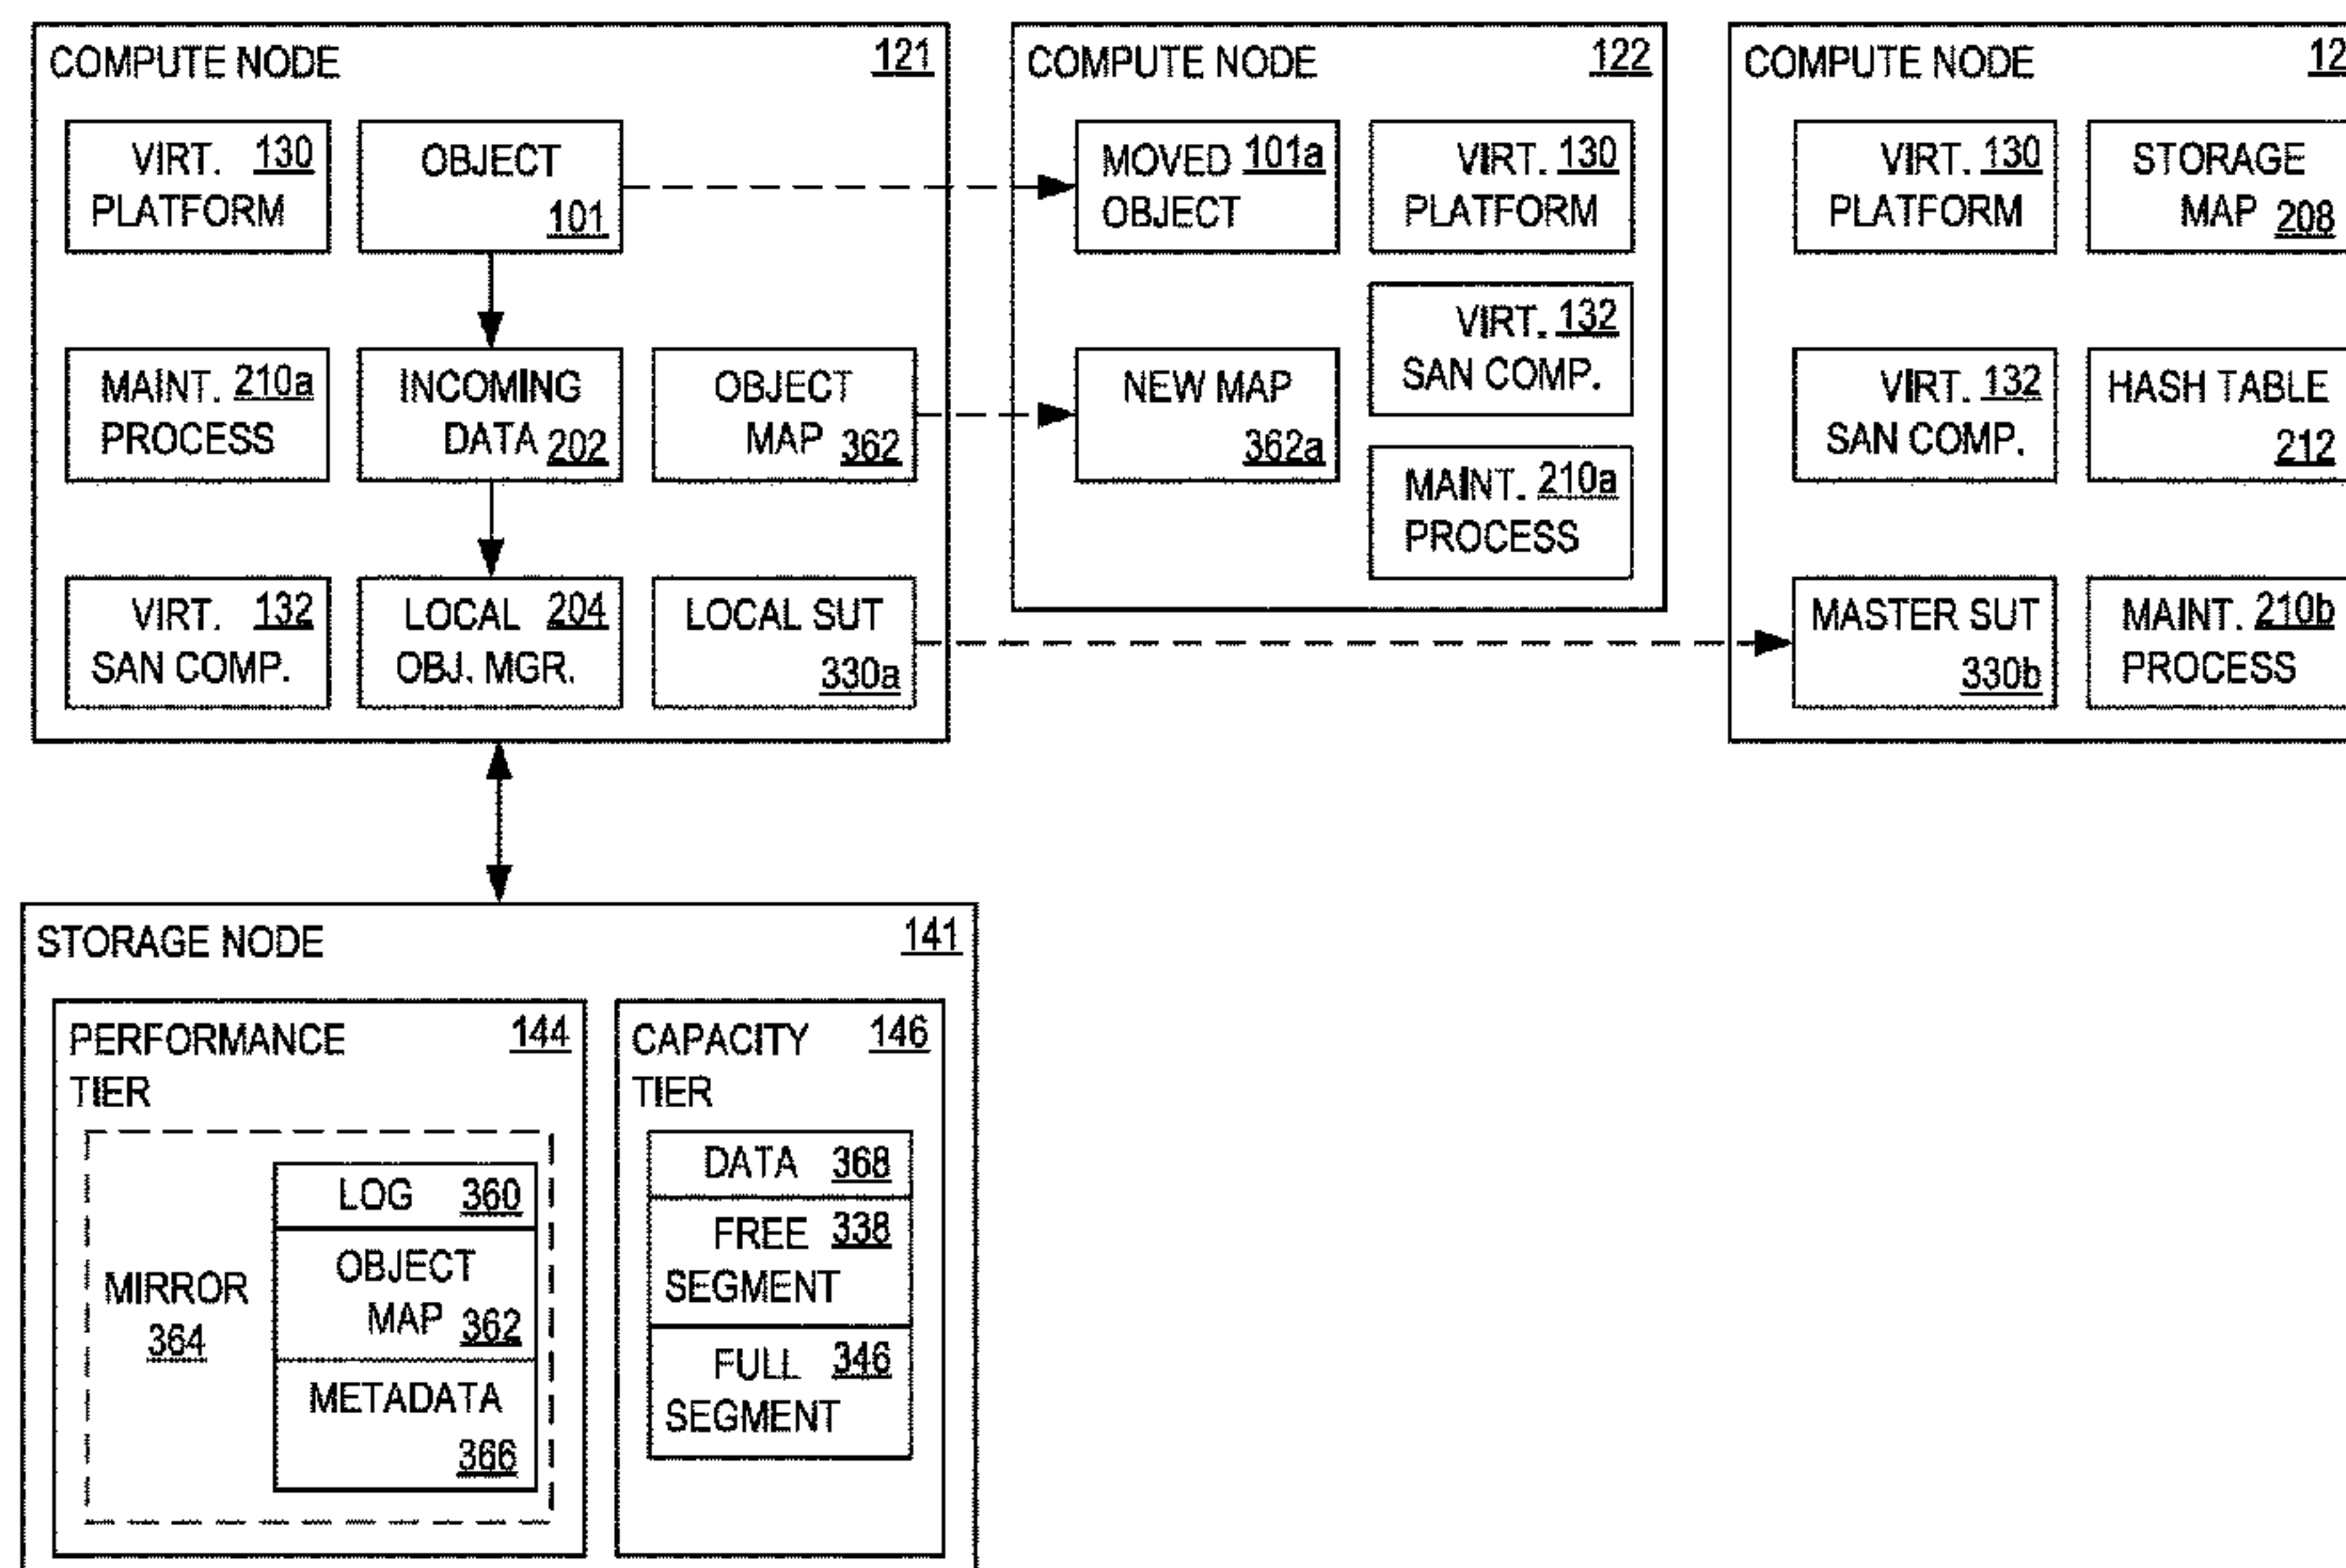 COMPUTE NODE 121
VIRT. 130
PLATFORM
OBJECT
101
MAINT. 210a
PROCESS
INCOMING
DATA 202
OBJECT
MAP 362
VIRT. 132
SAN COMP.
LOCAL 204
OBJ. MGR.
LOCAL SUT
330a
COMPUTE NODE 122
MOVED 101a
OBJECT
VIRT. 130
PLATFORM
VIRT. 132
SAN COMP.
NEW MAP
362a
MAINT. 210a
PROCESS
COMPUTE NODE
VIRT. 130
PLATFORM
STORAGE
MAP 208
VIRT. 132
SAN COMP.
HASH TABLE
212
MASTER SUT
330b
MAINT. 210b
PROCESS
STORAGE NODE 141
PERFORMANCE 144
TIER
MIRROR
364
LOG 360
OBJECT
MAP 362
METADATA
366
CAPACITY 146
TIER
DATA 368
FREE 338
SEGMENT
FULL 346
SEGMENT